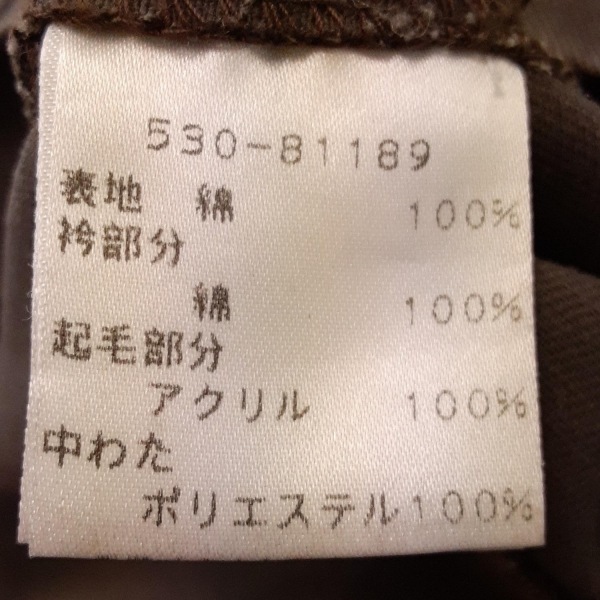 530-81189
表地 綿 100%
衿部分
綿 100%
起毛部分
アクリル 100%
中わた
ポリエステル100%